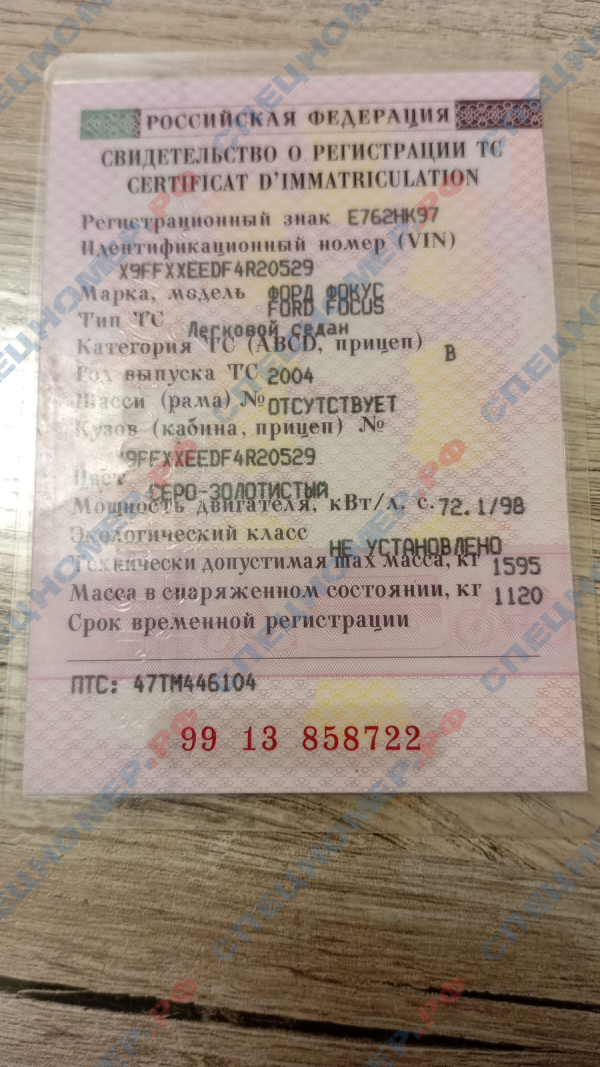 РОССИЙСКАЯ ФЕДЕРАЦИЯ
СВИДЕТЕЛЬСТВО О РЕГИСТРАЦИИ ТС
CERTIFICAT D'IMMATRICULATION
Регистрационный знак Е762НК97
Идентификационный номер (VIN)
X9FFXXEEDF4R20529
Марка, модель ФОРД ФОКУС
FORD FOCUS
Тип ТС Легковой седан
Категория ТС (ABCD, прицеп) B
Год выпуска ТС 2004
Шасси (рама) № ОТСУТСТВУЕТ
Кузов (кабина, прицеп) №
X9FFXXEEDF4R20529
Цвет СЕРО-ЗОЛОТИСТЫЙ
Мощность двигателя, кВт/л. с. 72.1/98
Экологический класс НЕ УСТАНОВЛЕНО
Технически допустимая max масса, кг 1595
Масса в снаряженном состоянии, кг 1120
Срок временной регистрации
ПТС: 47ТМ446104
99 13 858722
СПЕЦНОМЕР.РФ